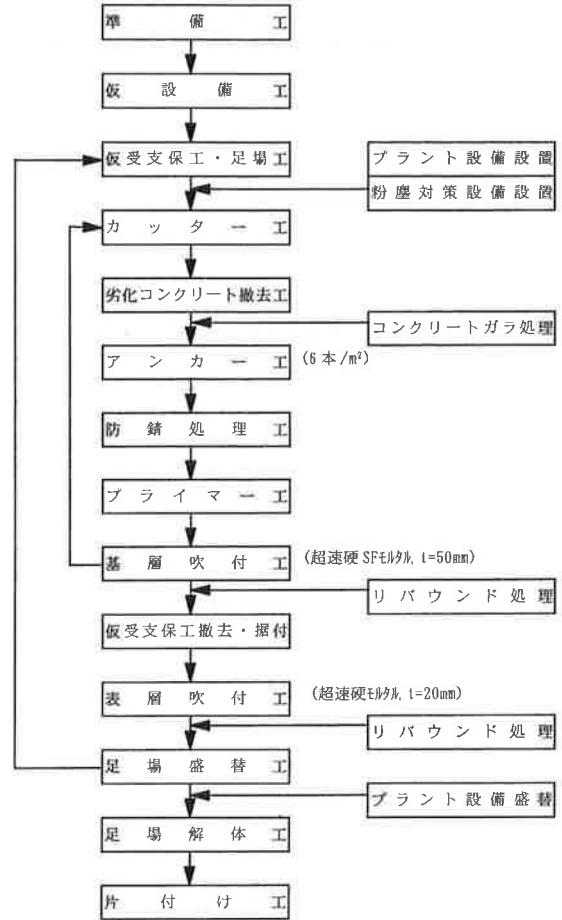 準備工
仮設備工
仮受支保工・足場工
プラント設備設置
粉塵対策設備設置
カッター工
劣化コンクリート撤去工
コンクリートガラ処理
アンカー工 (6本/m²)
防錆処理工
プライマー工
基層吹付工 (超速硬SFモルタル, t=50mm)
リバウンド処理
仮受支保工撤去・据付
表層吹付工 (超速硬モルタル, t=20mm)
リバウンド処理
足場盛替工
プラント設備盛替
足場解体工
片付け工